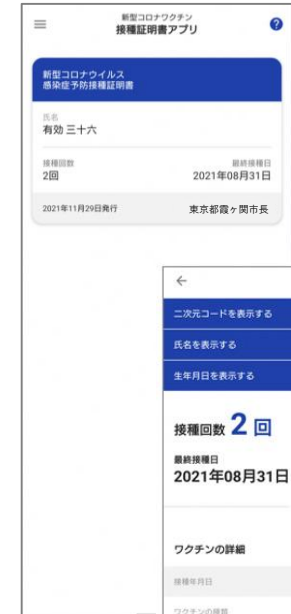 新型コロナワクチン
接種証明書アプリ
?
新型コロナウイルス
感染症予防接種証明書
氏名
有効 三十六
接種回数
最終接種日
2回
2021年08月31日
2021年11月29日発行
東京都霞ヶ関市長
←
二次元コードを表示する
氏名を表示する
生年月日を表示する
接種回数 2 回
最終接種日
2021年08月31日
ワクチンの詳細
接種年月日
ワクチンの種類